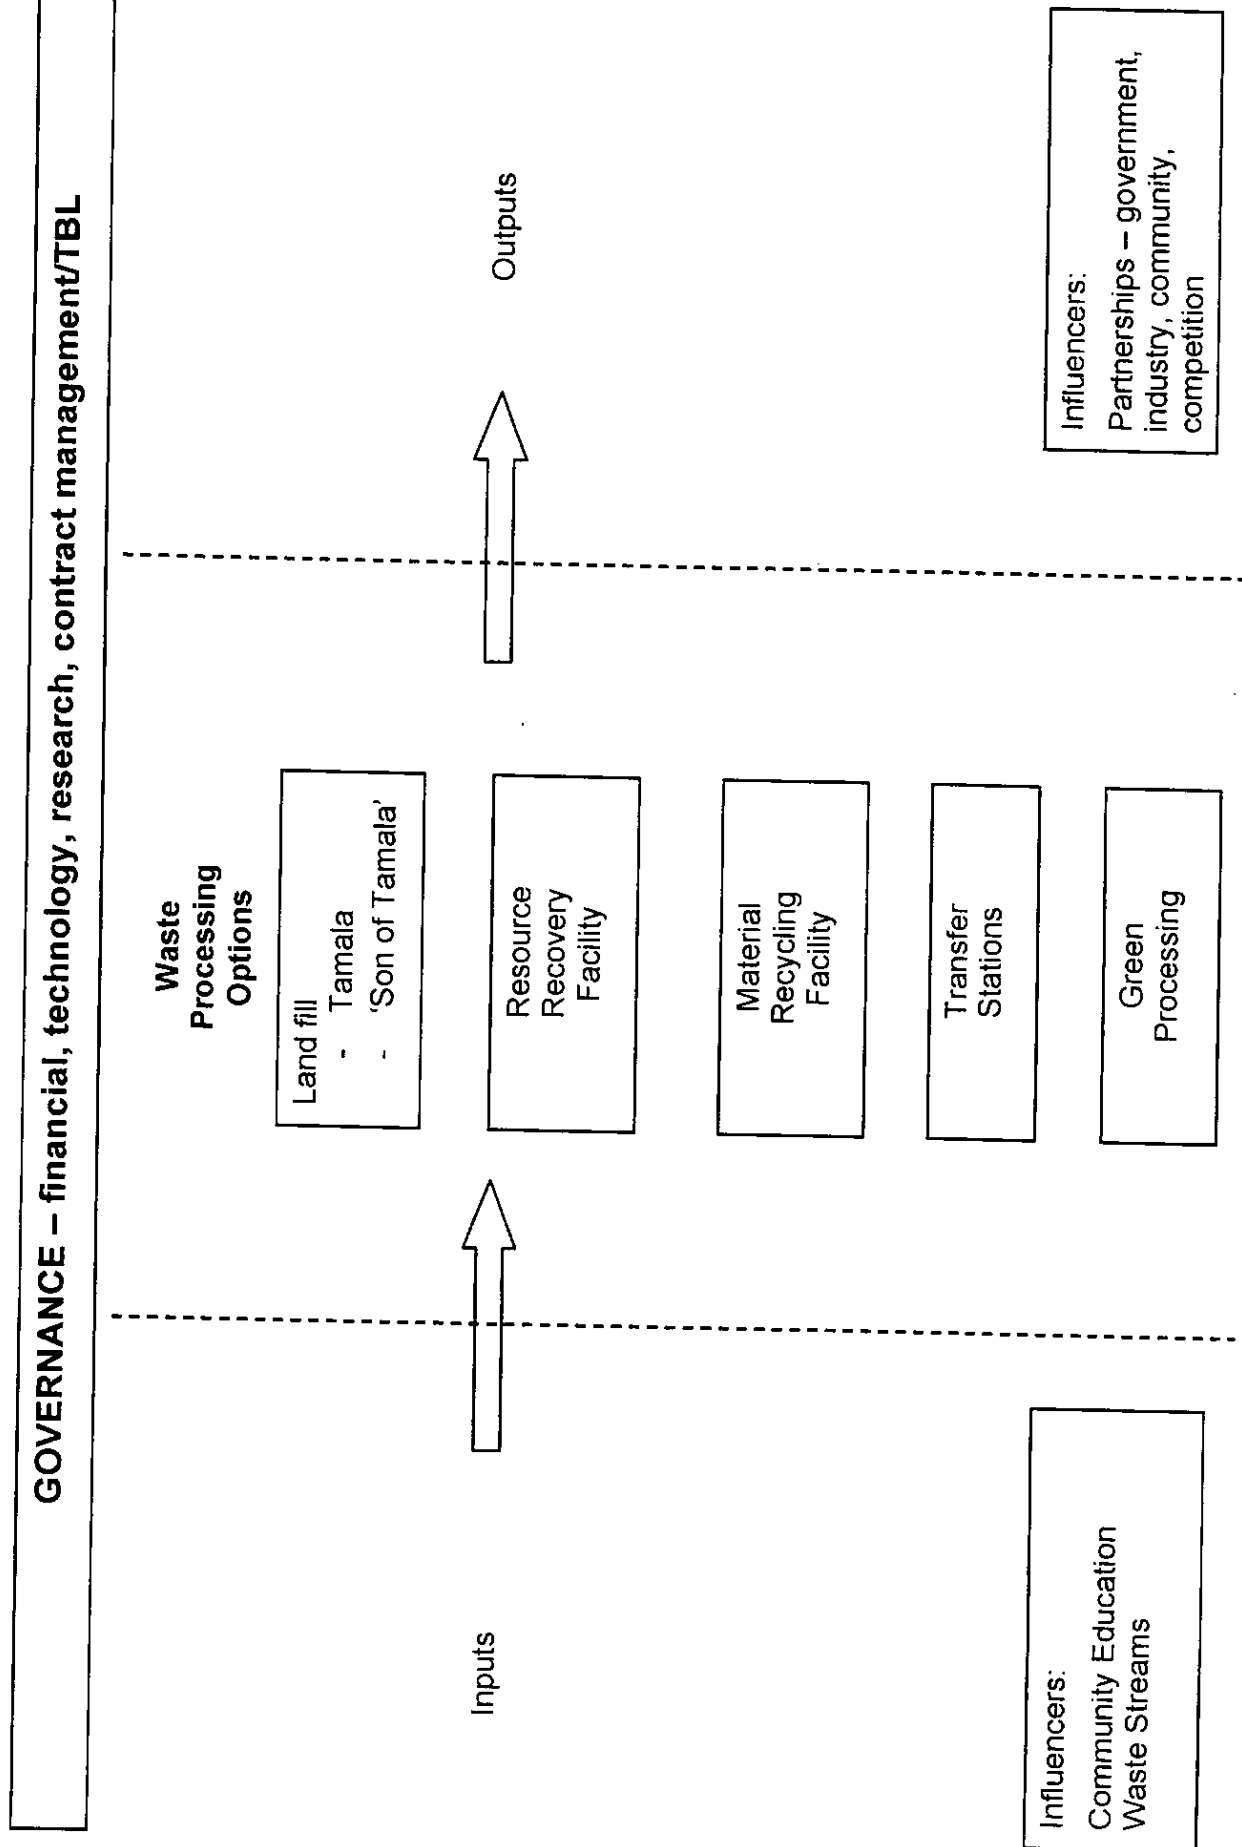 GOVERNANCE – financial, technology, research, contract management/TBL
Waste
Processing
Options
Inputs
Land fill
- Tamala
- 'Son of Tamala'
Resource
Recovery
Facility
Material
Recycling
Facility
Transfer
Stations
Green
Processing
Outputs
Influencers:
Community Education
Waste Streams
Influencers:
Partnerships – government,
industry, community,
competition